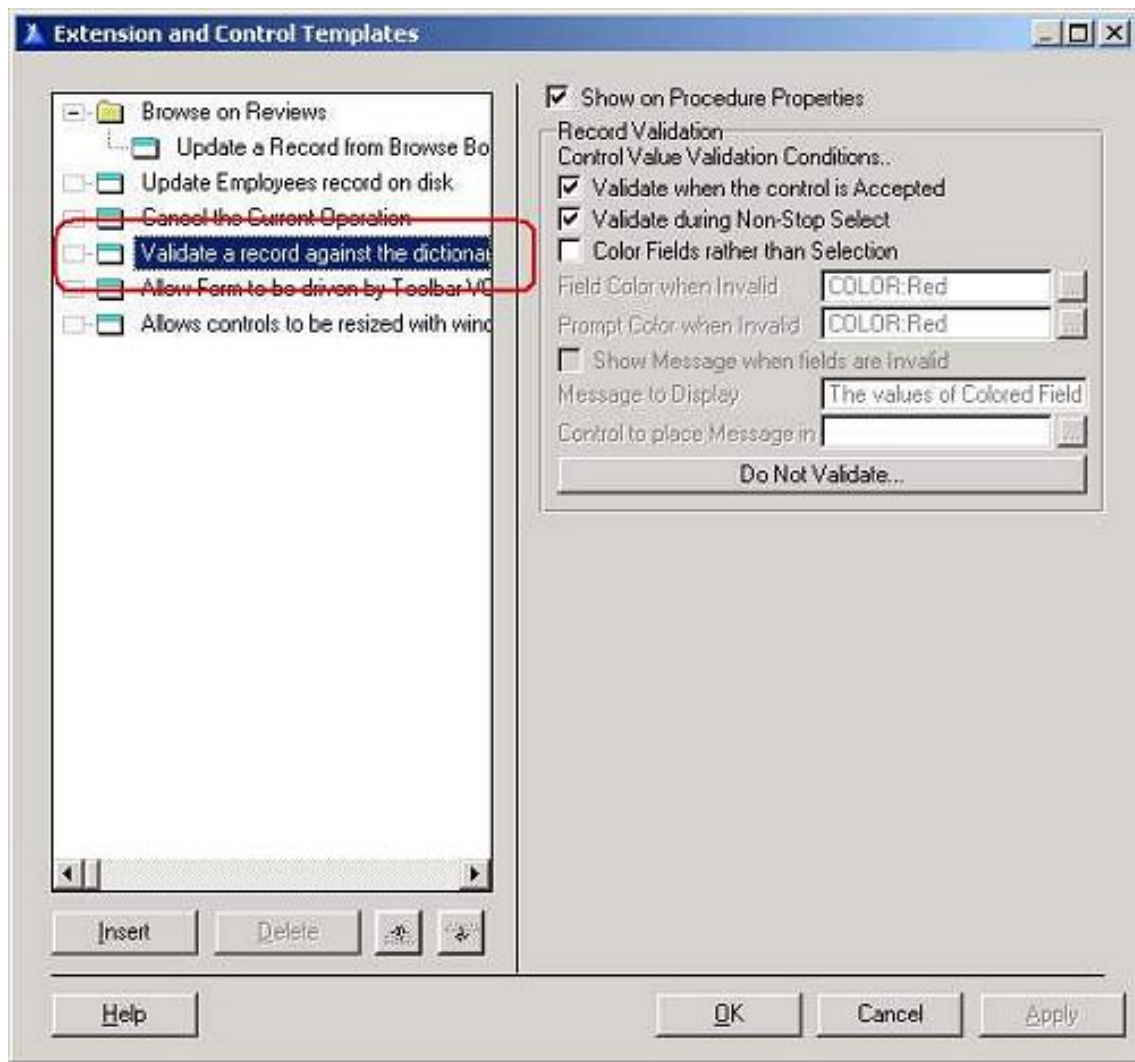 Extension and Control Templates
Browse on Reviews
Update a Record from Browse Bo
Update Employees record on disk
Cancel the Current Operation
Validate a record against the dictionar
Allow Form to be driven by Toolbar VC
Allows controls to be resized with wind
Insert
Delete
Show on Procedure Properties
Record Validation
Control Value Validation Conditions..
Validate when the control is Accepted
Validate during Non-Stop Select
Color Fields rather than Selection
Field Color when Invalid COLOR:Red ...
Prompt Color when Invalid COLOR:Red ...
Show Message when fields are Invalid
Message to Display The values of Colored Field
Control to place Message in ...
Do Not Validate...
Help
OK
Cancel
Apply